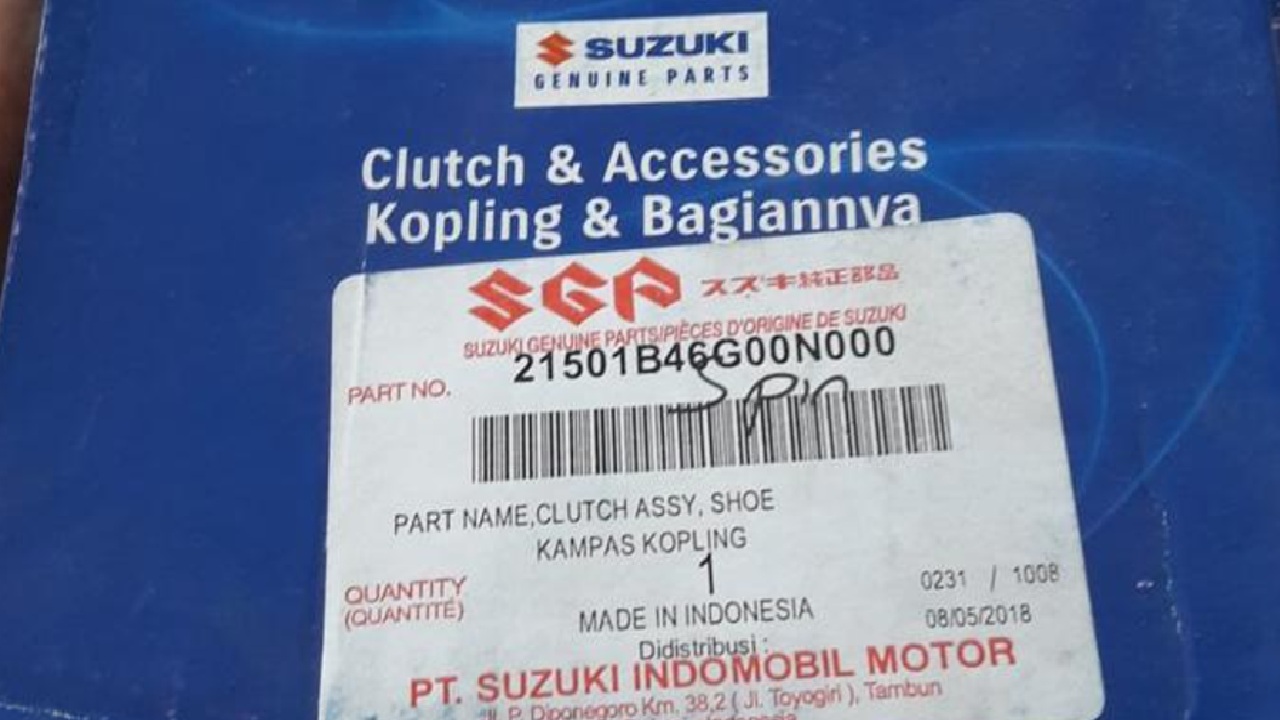 SUZUKI
GENUINE PARTS
Clutch & Accessories
Kopling & Bagiannya
SGP スズキ純正部品
SUZUKI GENUINE PARTS/PIÈCES D'ORIGINE DE SUZUKI
PART NO. 21501B46G00N000
Spin
PART NAME,CLUTCH ASSY, SHOE
KAMPAS KOPLING
QUANTITY 1 0231 / 1008
(QUANTITÉ) MADE IN INDONESIA 08/05/2018
Didistribusi :
PT. SUZUKI INDOMOBIL MOTOR
Jl. P. Diponegoro Km. 38,2 ( Jl. Toyogiri ), Tambun